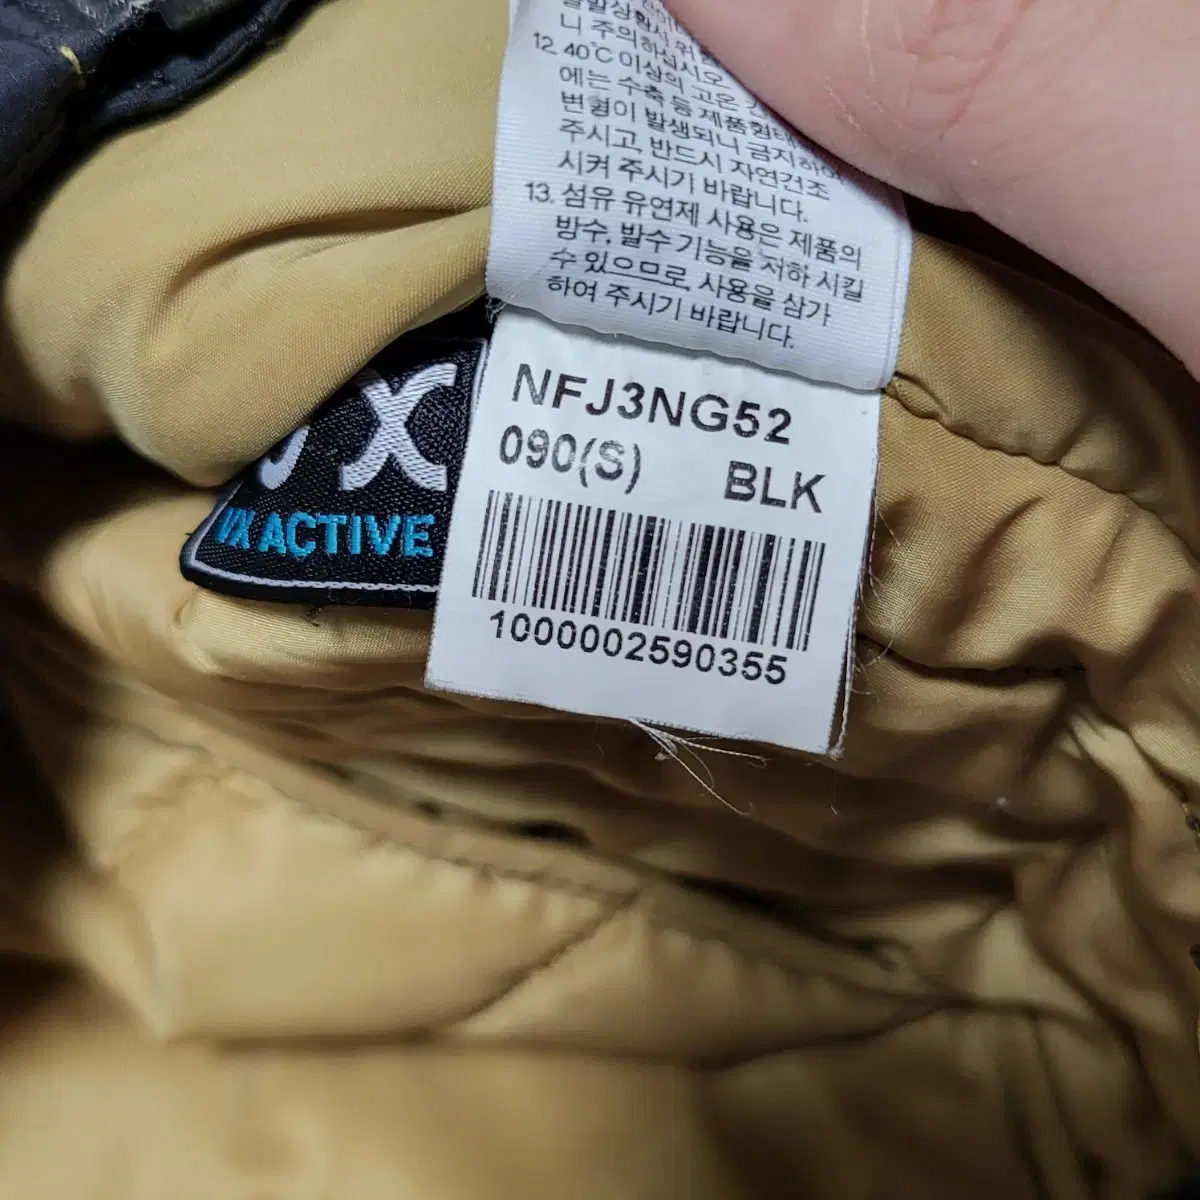 니 주의하십시오
12. 40℃ 이상의 고온
에는 수축 등 제품형태
변형이 발생되니 금지하여
주시고, 반드시 자연건조
시켜 주시기 바랍니다.
13. 섬유 유연제 사용은 제품의
방수, 발수 기능을 저하 시킬
수 있으므로, 사용을 삼가
하여 주시기 바랍니다.
NFJ3NG52
090(S) BLK
1000002590355
X
VX ACTIVE